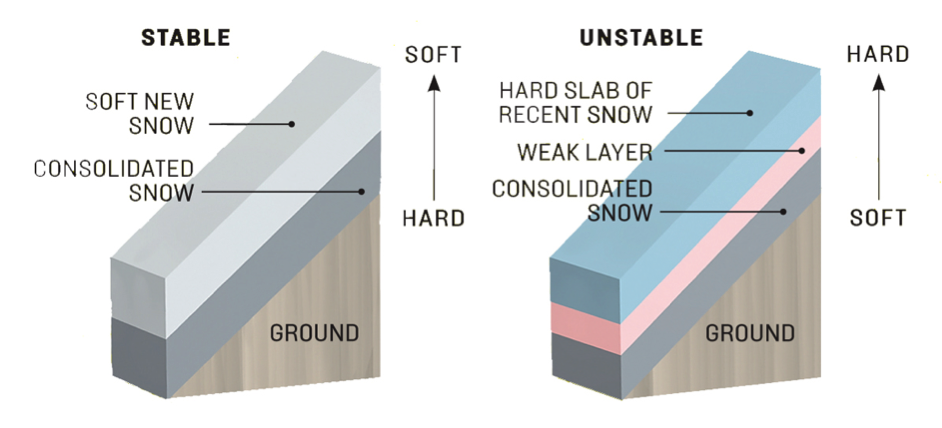 STABLE
SOFT
SOFT NEW
SNOW
CONSOLIDATED
SNOW
HARD
GROUND
UNSTABLE
HARD
HARD SLAB OF
RECENT SNOW
WEAK LAYER
CONSOLIDATED
SNOW
SOFT
GROUND